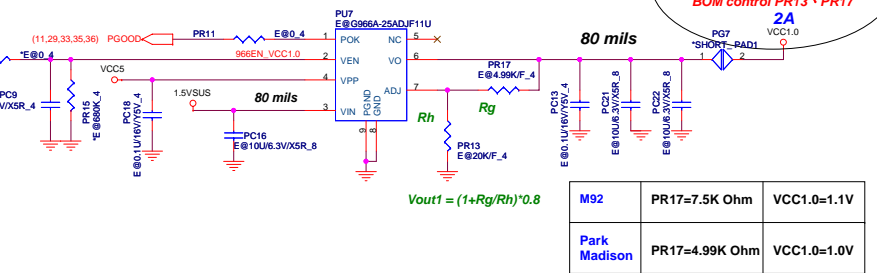 BOM control PR13、PR17
2A
VCC1.0
PG7
*SHORT_PAD1
1 2
80 mils
PU7
E@G966A-25ADJF11U
(11,29,33,35,36) PGOOD
PR11 E@0_4
1 POK NC 5
*E@0_4
966EN_VCC1.0
2 VEN VO 6
VCC5
4 VPP
ADJ 7
PR17
E@4.99K/F_4
1.5VSUS
80 mils
3 VIN
PGND
GND
9
8
Rh
Rg
PC9
V/X5R_4
PR15
*E@680K_4
PC18
E@0.1U/16V/Y5V_4
PC16
E@10U/6.3V/X5R_8
PR13
E@20K/F_4
PC13
E@0.1U/16V/Y5V_4
PC21
E@10U/6.3V/X5R_8
PC22
E@10U/6.3V/X5R_8
Vout1 = (1+Rg/Rh)*0.8
M92 PR17=7.5K Ohm VCC1.0=1.1V
Park
Madison PR17=4.99K Ohm VCC1.0=1.0V